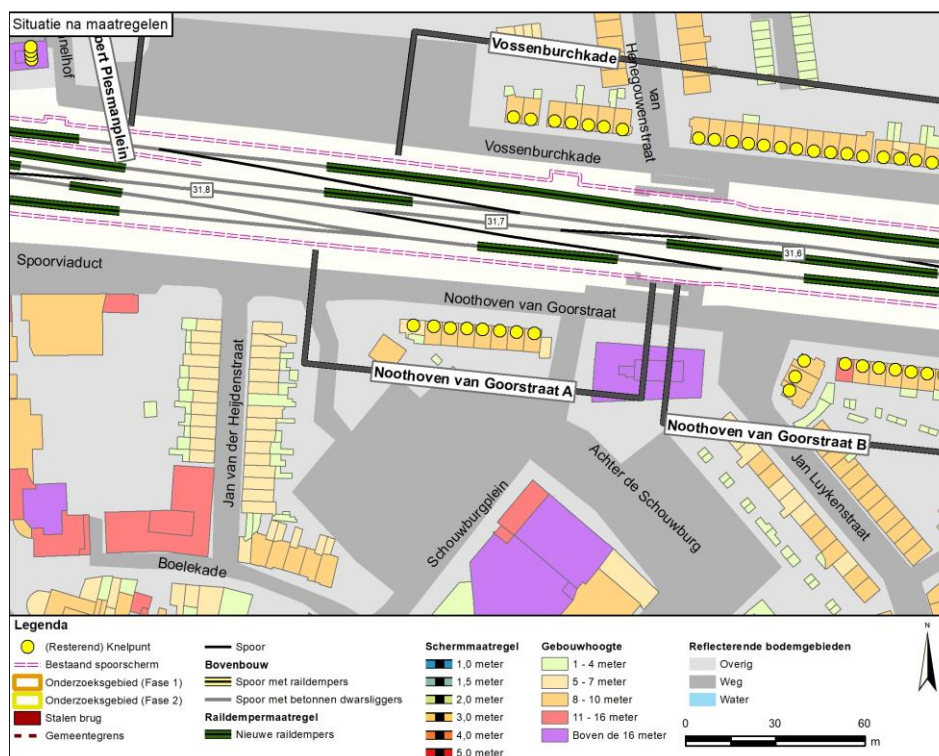 Situatie na maatregelen
Vossenburchkade
van Henegouwenstraat
Vossenburchkade
31,8
31,7
31,6
Spoorviaduct
Noothoven van Goorstraat
Noothoven van Goorstraat A
Noothoven van Goorstraat B
Jan van der Heijdenstraat
Achter de Schouwburg
Jan Luykenstraat
Schouwburgplein
Boelekade
Legenda
(Resterend) Knelpunt
Bestaand spoorscherm
Onderzoeksgebied (Fase 1)
Onderzoeksgebied (Fase 2)
Stalen brug
Gemeentegrens
Spoor
Bovenbouw
Spoor met raildempers
Spoor met betonnen dwarsliggers
Raildempermaatregel
Nieuwe raildempers
Schermmaatregel
1,0 meter
1,5 meter
2,0 meter
3,0 meter
4,0 meter
5,0 meter
Gebouwhoogte
1 - 4 meter
5 - 7 meter
8 - 10 meter
11 - 16 meter
Boven de 16 meter
Reflecterende bodemgebieden
Overig
Weg
Water
N
0 30 60
m